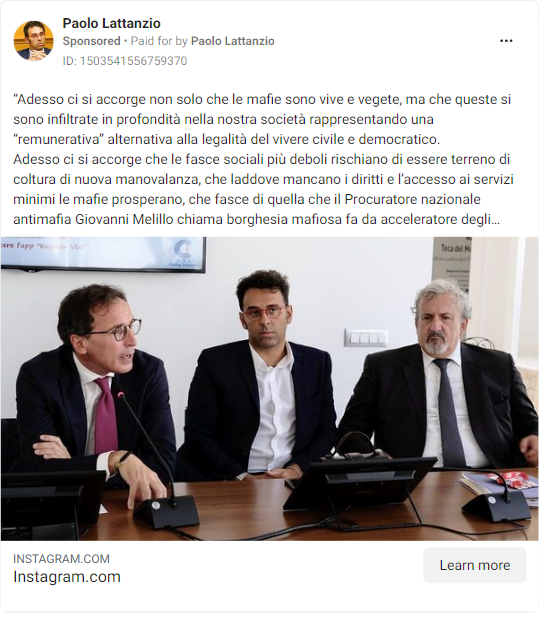 Paolo Lattanzio
Sponsored • Paid for by Paolo Lattanzio
ID: 1503541556759370
“Adesso ci si accorge non solo che le mafie sono vive e vegete, ma che queste si
sono infiltrate in profondità nella nostra società rappresentando una
“remunerativa” alternativa alla legalità del vivere civile e democratico.
Adesso ci si accorge che le fasce sociali più deboli rischiano di essere terreno di
coltura di nuova manovalanza, che laddove mancano i diritti e l’accesso ai servizi
minimi le mafie prosperano, che fasce di quella che il Procuratore nazionale
antimafia Giovanni Melillo chiama borghesia mafiosa fa da acceleratore degli...
Teca del M
INSTAGRAM.COM
Instagram.com
Learn more